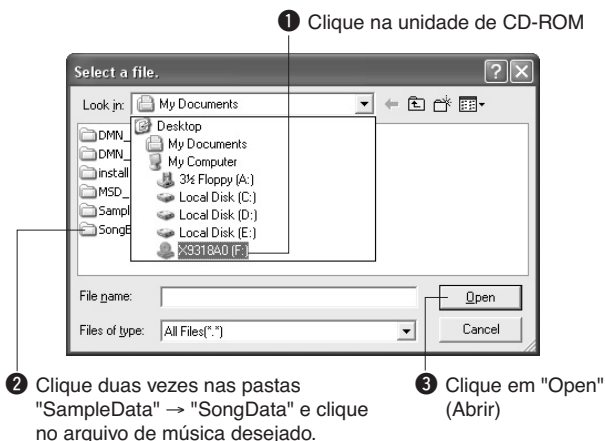 ❶ Clique na unidade de CD-ROM
Select a file.
Look in: My Documents
Desktop
My Documents
My Computer
3½ Floppy (A:)
Local Disk (C:)
Local Disk (D:)
Local Disk (E:)
X9318A0 (F:)
DMN_
DMN_
install
MSD_
Sampl
SongD
File name:
Open
Files of type: All Files(*.*)
Cancel
❷ Clique duas vezes nas pastas
"SampleData" → "SongData" e clique
no arquivo de música desejado.
❸ Clique em "Open"
(Abrir)